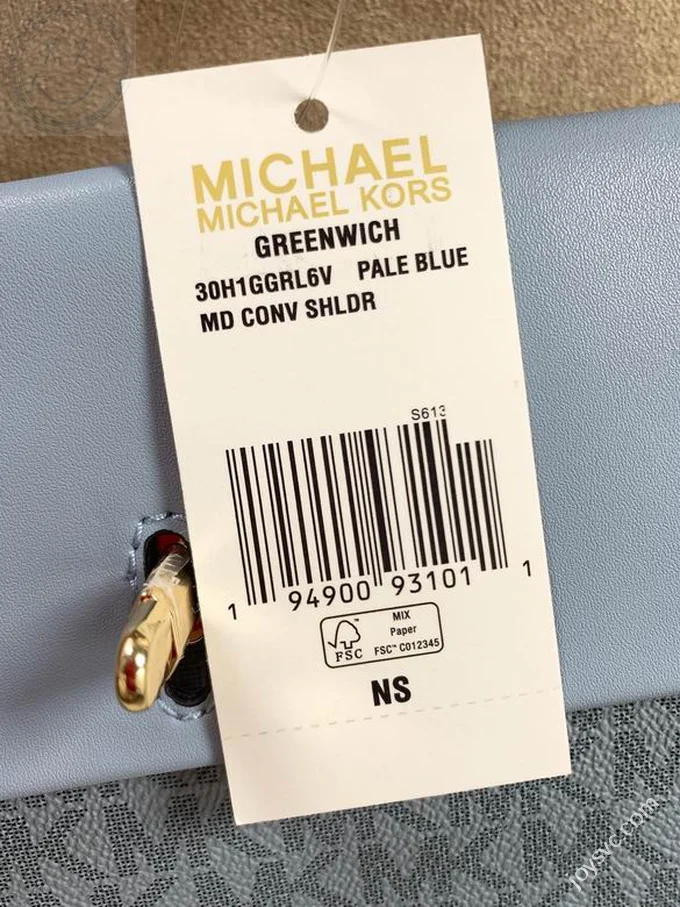 MICHAEL
MICHAEL KORS
GREENWICH
30H1GGRL6V PALE BLUE
MD CONV SHLDR
S613
1 94900 93101 1
FSC
MIX
Paper
FSC™ C012345
NS
joysvc.com